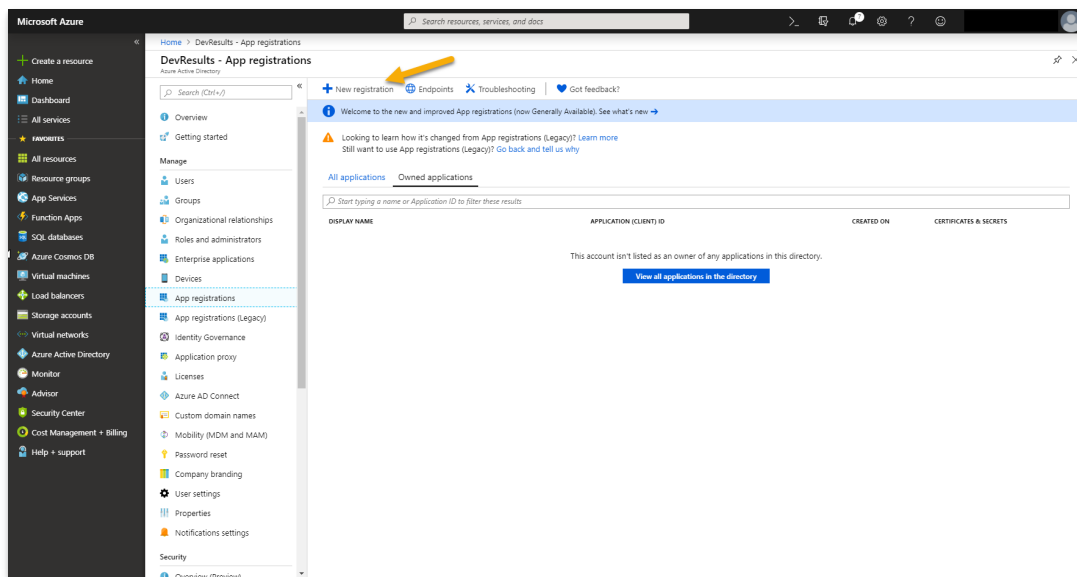 Microsoft Azure
Search resources, services, and docs
Create a resource
Home
Dashboard
All services
FAVORITES
All resources
Resource groups
App Services
Function Apps
SQL databases
Azure Cosmos DB
Virtual machines
Load balancers
Storage accounts
Virtual networks
Azure Active Directory
Monitor
Advisor
Security Center
Cost Management + Billing
Help + support
Home > DevResults - App registrations
DevResults - App registrations
Azure Active Directory
Search (Ctrl+/)
Overview
Getting started
Manage
Users
Groups
Organizational relationships
Roles and administrators
Enterprise applications
Devices
App registrations
App registrations (Legacy)
Identity Governance
Application proxy
Licenses
Azure AD Connect
Custom domain names
Mobility (MDM and MAM)
Password reset
Company branding
User settings
Properties
Notifications settings
Security
Overview (Preview)
New registration Endpoints Troubleshooting Got feedback?
Welcome to the new and improved App registrations (now Generally Available). See what's new →
Looking to learn how it's changed from App registrations (Legacy)? Learn more
Still want to use App registrations (Legacy)? Go back and tell us why
All applications Owned applications
Start typing a name or Application ID to filter these results
DISPLAY NAME APPLICATION (CLIENT) ID CREATED ON CERTIFICATES & SECRETS
This account isn't listed as an owner of any applications in this directory.
View all applications in the directory